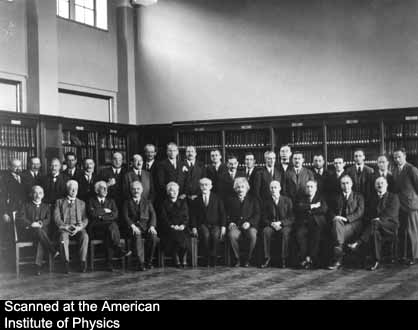 Scanned at the American
Institute of Physics